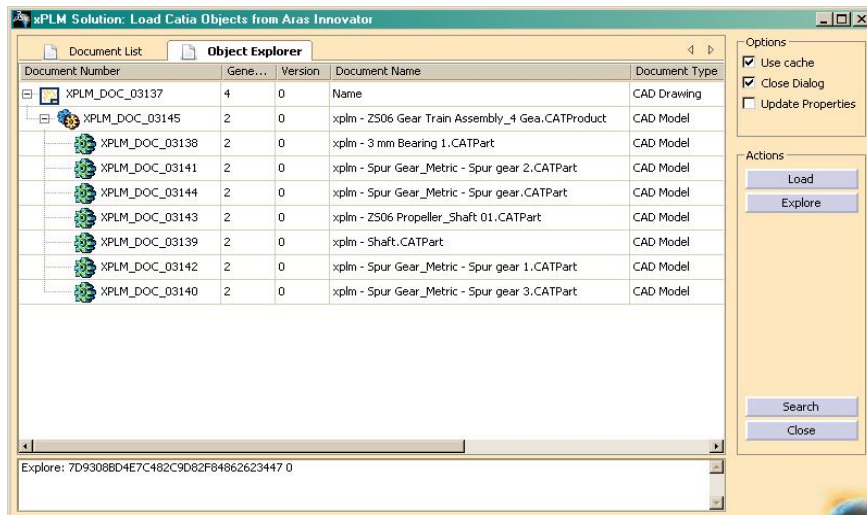 xPLM Solution: Load Catia Objects from Aras Innovator
Document List Object Explorer
Document Number Gene... Version Document Name Document Type
XPLM_DOC_03137 4 0 Name CAD Drawing
XPLM_DOC_03145 2 0 xplm - ZS06 Gear Train Assembly_4 Gea.CATProduct CAD Model
XPLM_DOC_03138 2 0 xplm - 3 mm Bearing 1.CATPart CAD Model
XPLM_DOC_03141 2 0 xplm - Spur Gear_Metric - Spur gear 2.CATPart CAD Model
XPLM_DOC_03144 2 0 xplm - Spur Gear_Metric - Spur gear.CATPart CAD Model
XPLM_DOC_03143 2 0 xplm - ZS06 Propeller_Shaft 01.CATPart CAD Model
XPLM_DOC_03139 2 0 xplm - Shaft.CATPart CAD Model
XPLM_DOC_03142 2 0 xplm - Spur Gear_Metric - Spur gear 1.CATPart CAD Model
XPLM_DOC_03140 2 0 xplm - Spur Gear_Metric - Spur gear 3.CATPart CAD Model
Explore: 7D9308BD4E7C482C9D82F84862623447 0
Options
Use cache
Close Dialog
Update Properties
Actions
Load
Explore
Search
Close